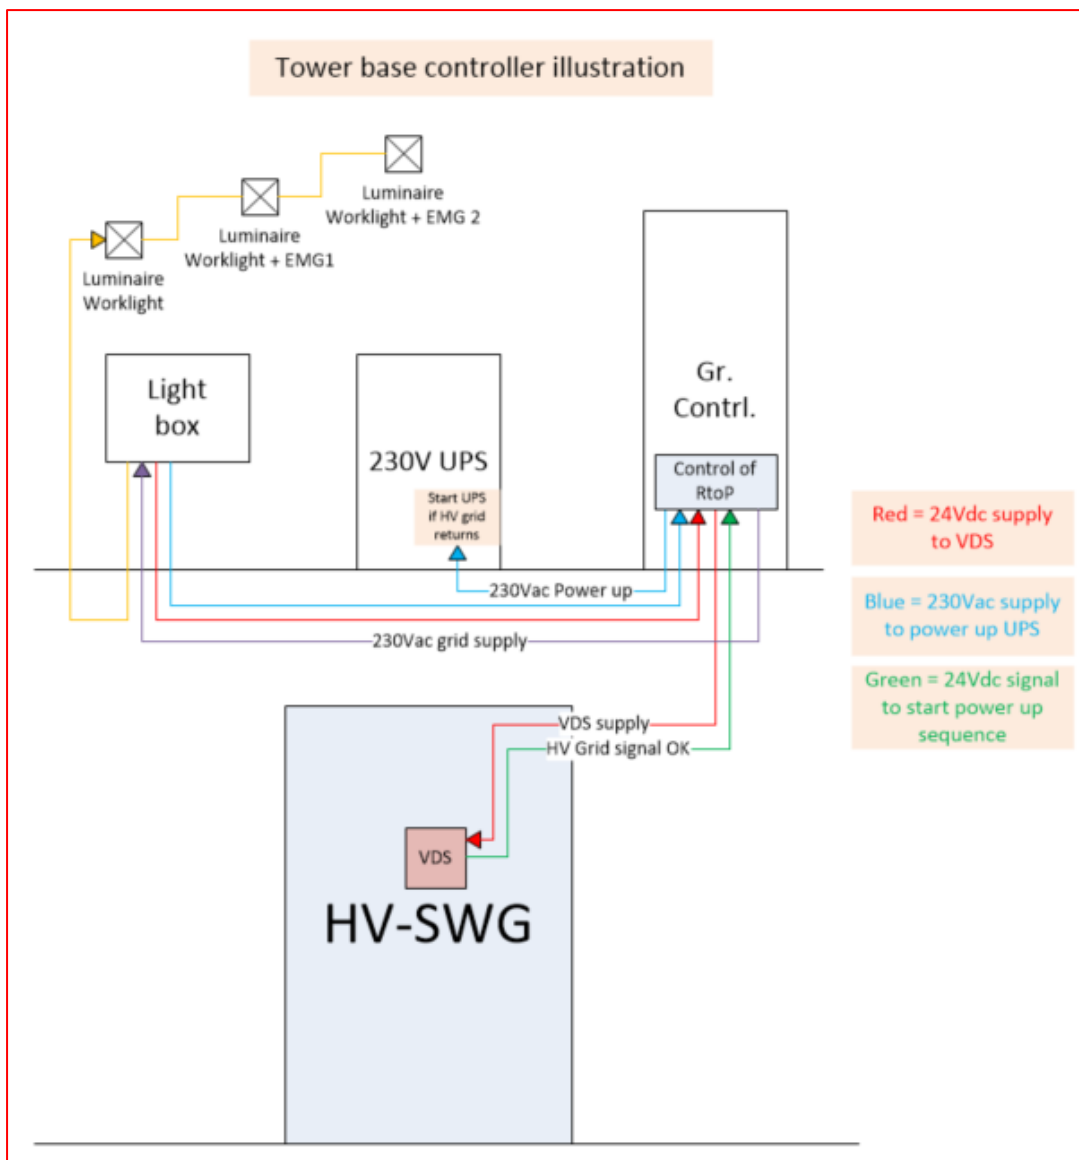 Tower base controller illustration
Luminaire
Worklight + EMG 2
Luminaire
Worklight + EMG1
Luminaire
Worklight
Light
box
230V UPS
Start UPS
if HV grid
returns
Gr.
Contrl.
Control of
RtoP
230Vac Power up
230Vac grid supply
Red = 24Vdc supply
to VDS
Blue = 230Vac supply
to power up UPS
Green = 24Vdc signal
to start power up
sequence
VDS supply
HV Grid signal OK
VDS
HV-SWG